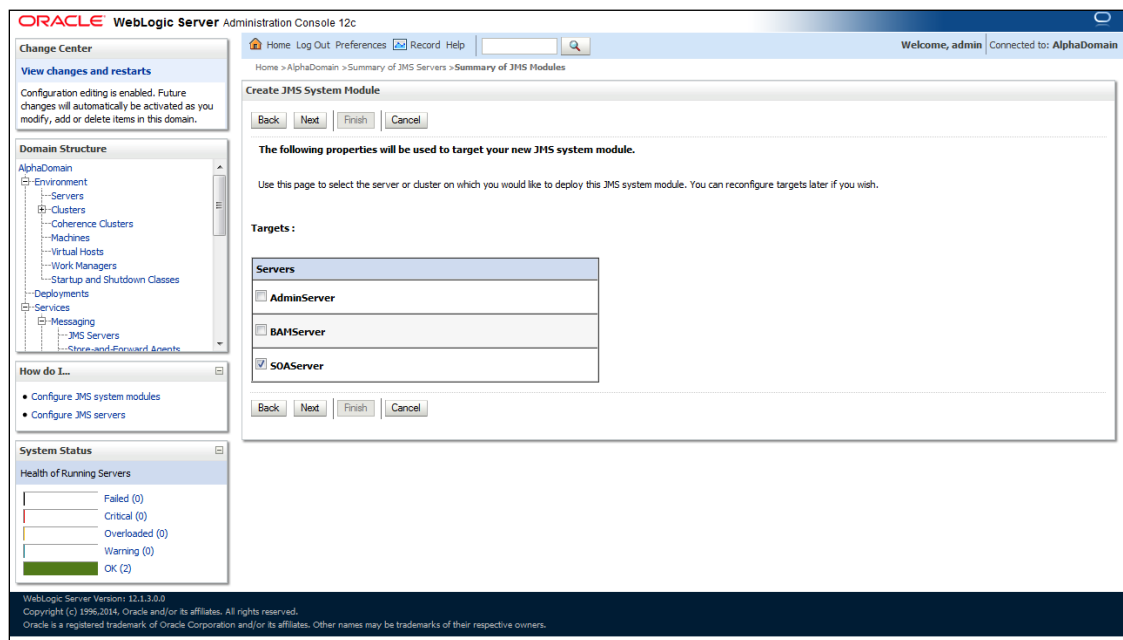 ORACLE WebLogic Server Administration Console 12c
Change Center
View changes and restarts
Configuration editing is enabled. Future
changes will automatically be activated as you
modify, add or delete items in this domain.
Domain Structure
AlphaDomain
Environment
Servers
Clusters
Coherence Clusters
Machines
Virtual Hosts
Work Managers
Startup and Shutdown Classes
Deployments
Services
Messaging
JMS Servers
Store-and-Forward Agents
How do I...
Configure JMS system modules
Configure JMS servers
System Status
Health of Running Servers
Failed (0)
Critical (0)
Overloaded (0)
Warning (0)
OK (2)
Home Log Out Preferences Record Help
Welcome, admin Connected to: AlphaDomain
Home >AlphaDomain >Summary of JMS Servers >Summary of JMS Modules
Create JMS System Module
Back Next Finish Cancel
The following properties will be used to target your new JMS system module.
Use this page to select the server or cluster on which you would like to deploy this JMS system module. You can reconfigure targets later if you wish.
Targets :
Servers
AdminServer
BAMServer
SOAServer
Back Next Finish Cancel
WebLogic Server Version: 12.1.3.0.0
Copyright (c) 1996,2014, Oracle and/or its affiliates. All rights reserved.
Oracle is a registered trademark of Oracle Corporation and/or its affiliates. Other names may be trademarks of their respective owners.